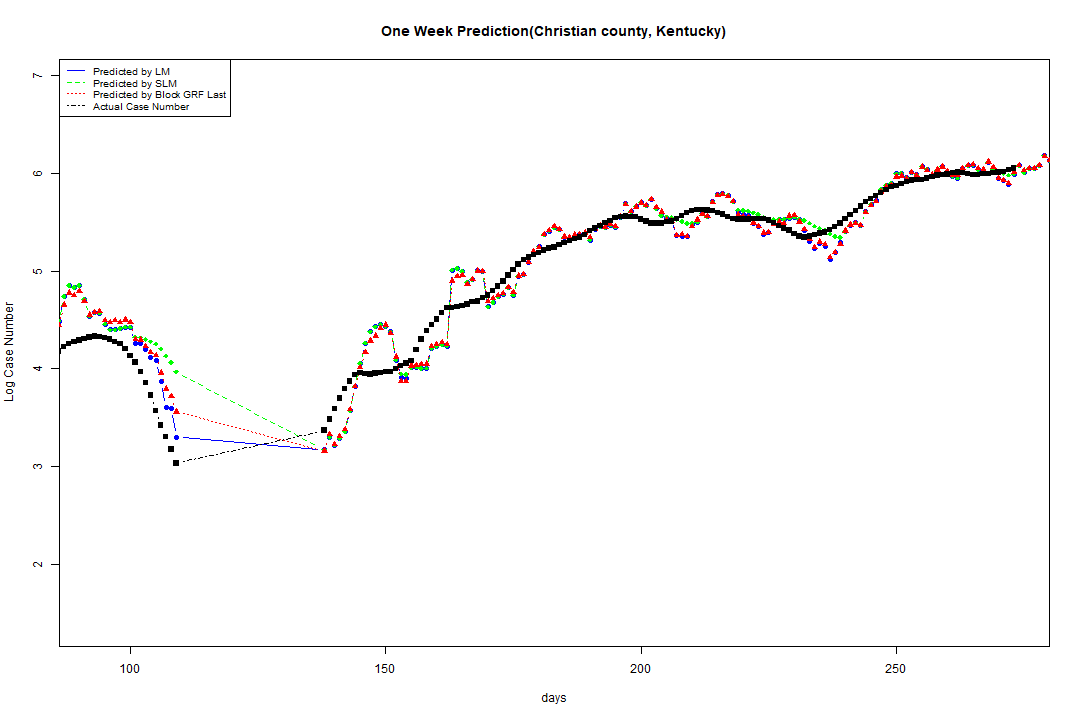 One Week Prediction(Christian county, Kentucky)
Predicted by LM
Predicted by SLM
Predicted by Block GRF Last
Actual Case Number
7
6
5
4
3
2
Log Case Number
100 150 200 250
days